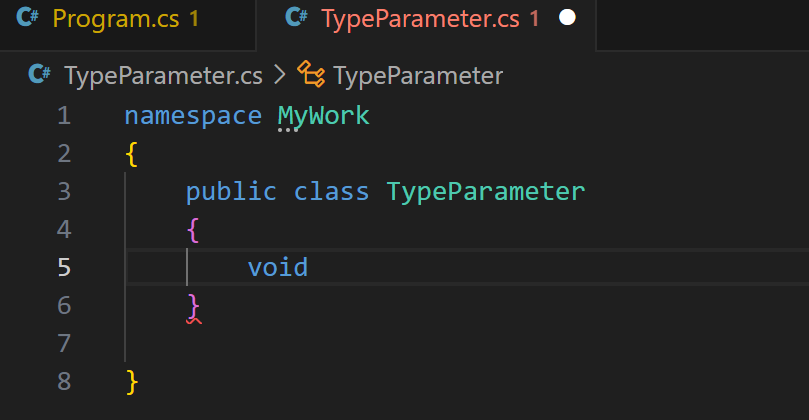 C# Program.cs 1 C# TypeParameter.cs 1
C# TypeParameter.cs > TypeParameter
1 namespace MyWork
2 {
3 public class TypeParameter
4 {
5 void
6 }
7
8 }